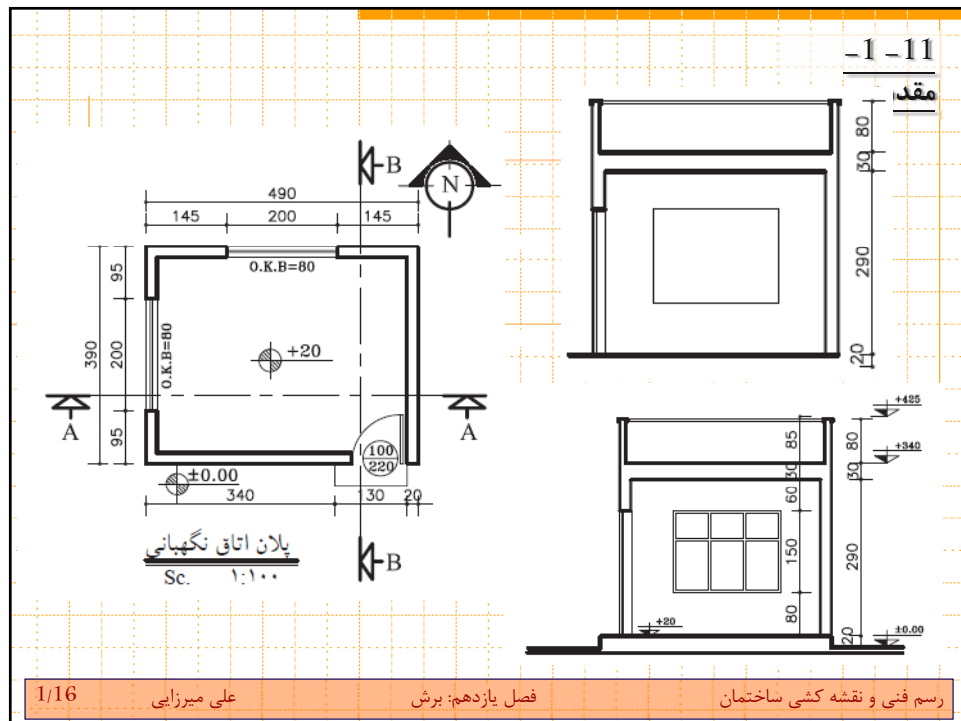 11- 1-
مقد
B
N
490
145 200 145
O.K.B=80
390
95
200
95
O.K.B=80
+20
A
A
100
220
±0.00
340 130 20
پلان اتاق نگهبانی
Sc. ۱:۱۰۰
B
80
30
290
20
+425
+340
85
80
30
30
60
150
290
80
+20
20
±0.00
رسم فنی و نقشه کشی ساختمان
فصل یازدهم: برش
علی میرزایی
1/16